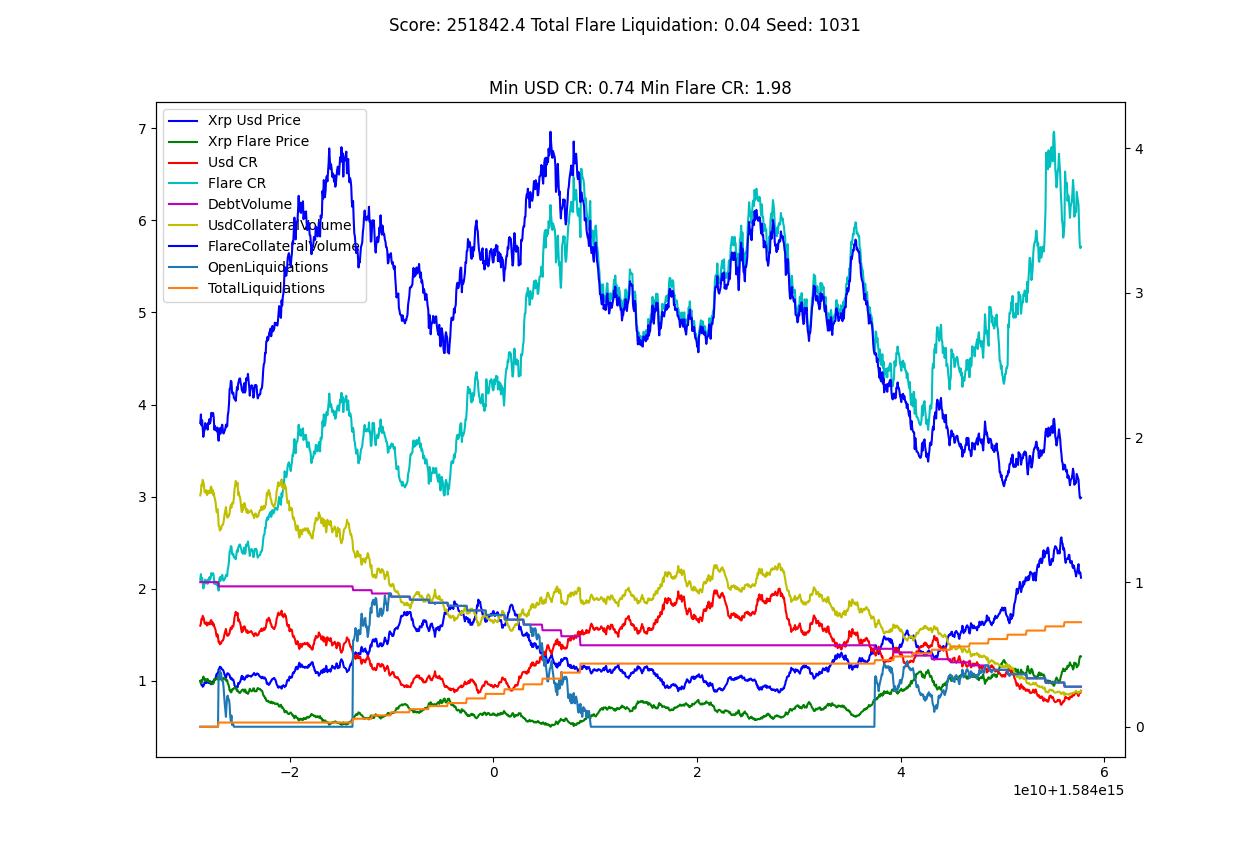 Score: 251842.4 Total Flare Liquidation: 0.04 Seed: 1031
Min USD CR: 0.74 Min Flare CR: 1.98
Xrp Usd Price
Xrp Flare Price
Usd CR
Flare CR
DebtVolume
UsdCollateralVolume
FlareCollateralVolume
OpenLiquidations
TotalLiquidations
7
6
5
4
3
2
1
4
3
2
1
0
−2
0
2
4
6
1e10+1.584e15